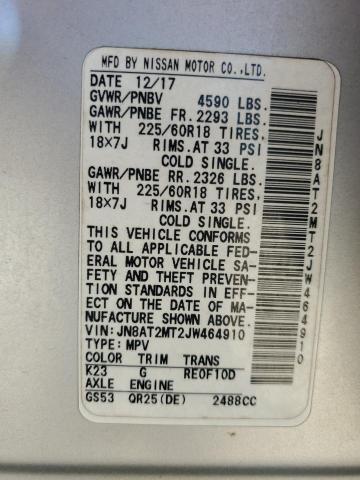 MFD BY NISSAN MOTOR CO.,LTD.
DATE 12/17
GVWR/PNBV 4590 LBS.
GAWR/PNBE FR. 2293 LBS.
WITH 225/60R18 TIRES,
18×7J RIMS.AT 33 PSI
COLD SINGLE.
GAWR/PNBE RR. 2326 LBS.
WITH 225/60R18 TIRES,
18×7J RIMS.AT 33 PSI
COLD SINGLE.
THIS VEHICLE CONFORMS
TO ALL APPLICABLE FED-
ERAL MOTOR VEHICLE SA-
FETY AND THEFT PREVEN-
TION STANDARDS IN EFF-
ECT ON THE DATE OF MA-
NUFACTURE SHOWN ABOVE.
VIN: JN8AT2MT2JW464910
TYPE: MPV
COLOR TRIM TRANS
K23 G RE0F10D
AXLE ENGINE
GS53 QR25(DE) 2488CC
JN8AT2MT2JW464910